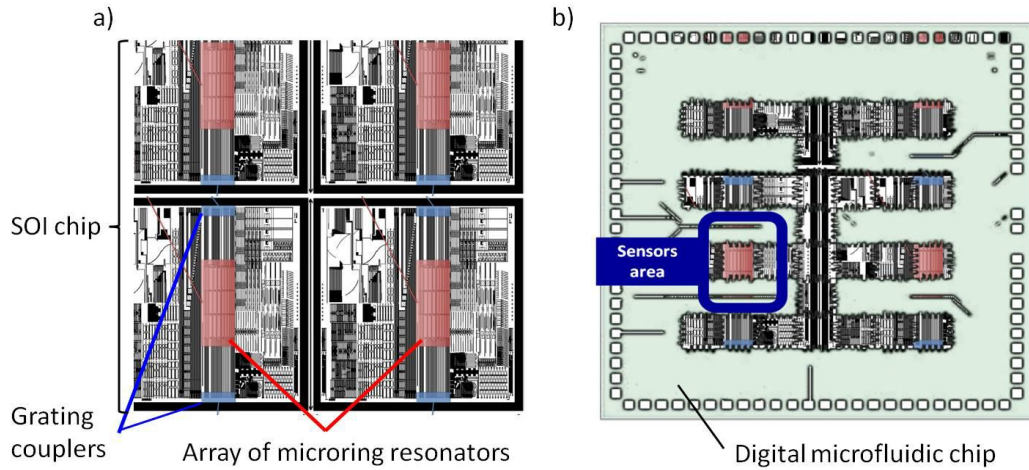 a)
b)
SOI chip
Sensors
area
Grating
couplers
Array of microring resonators
Digital microfluidic chip